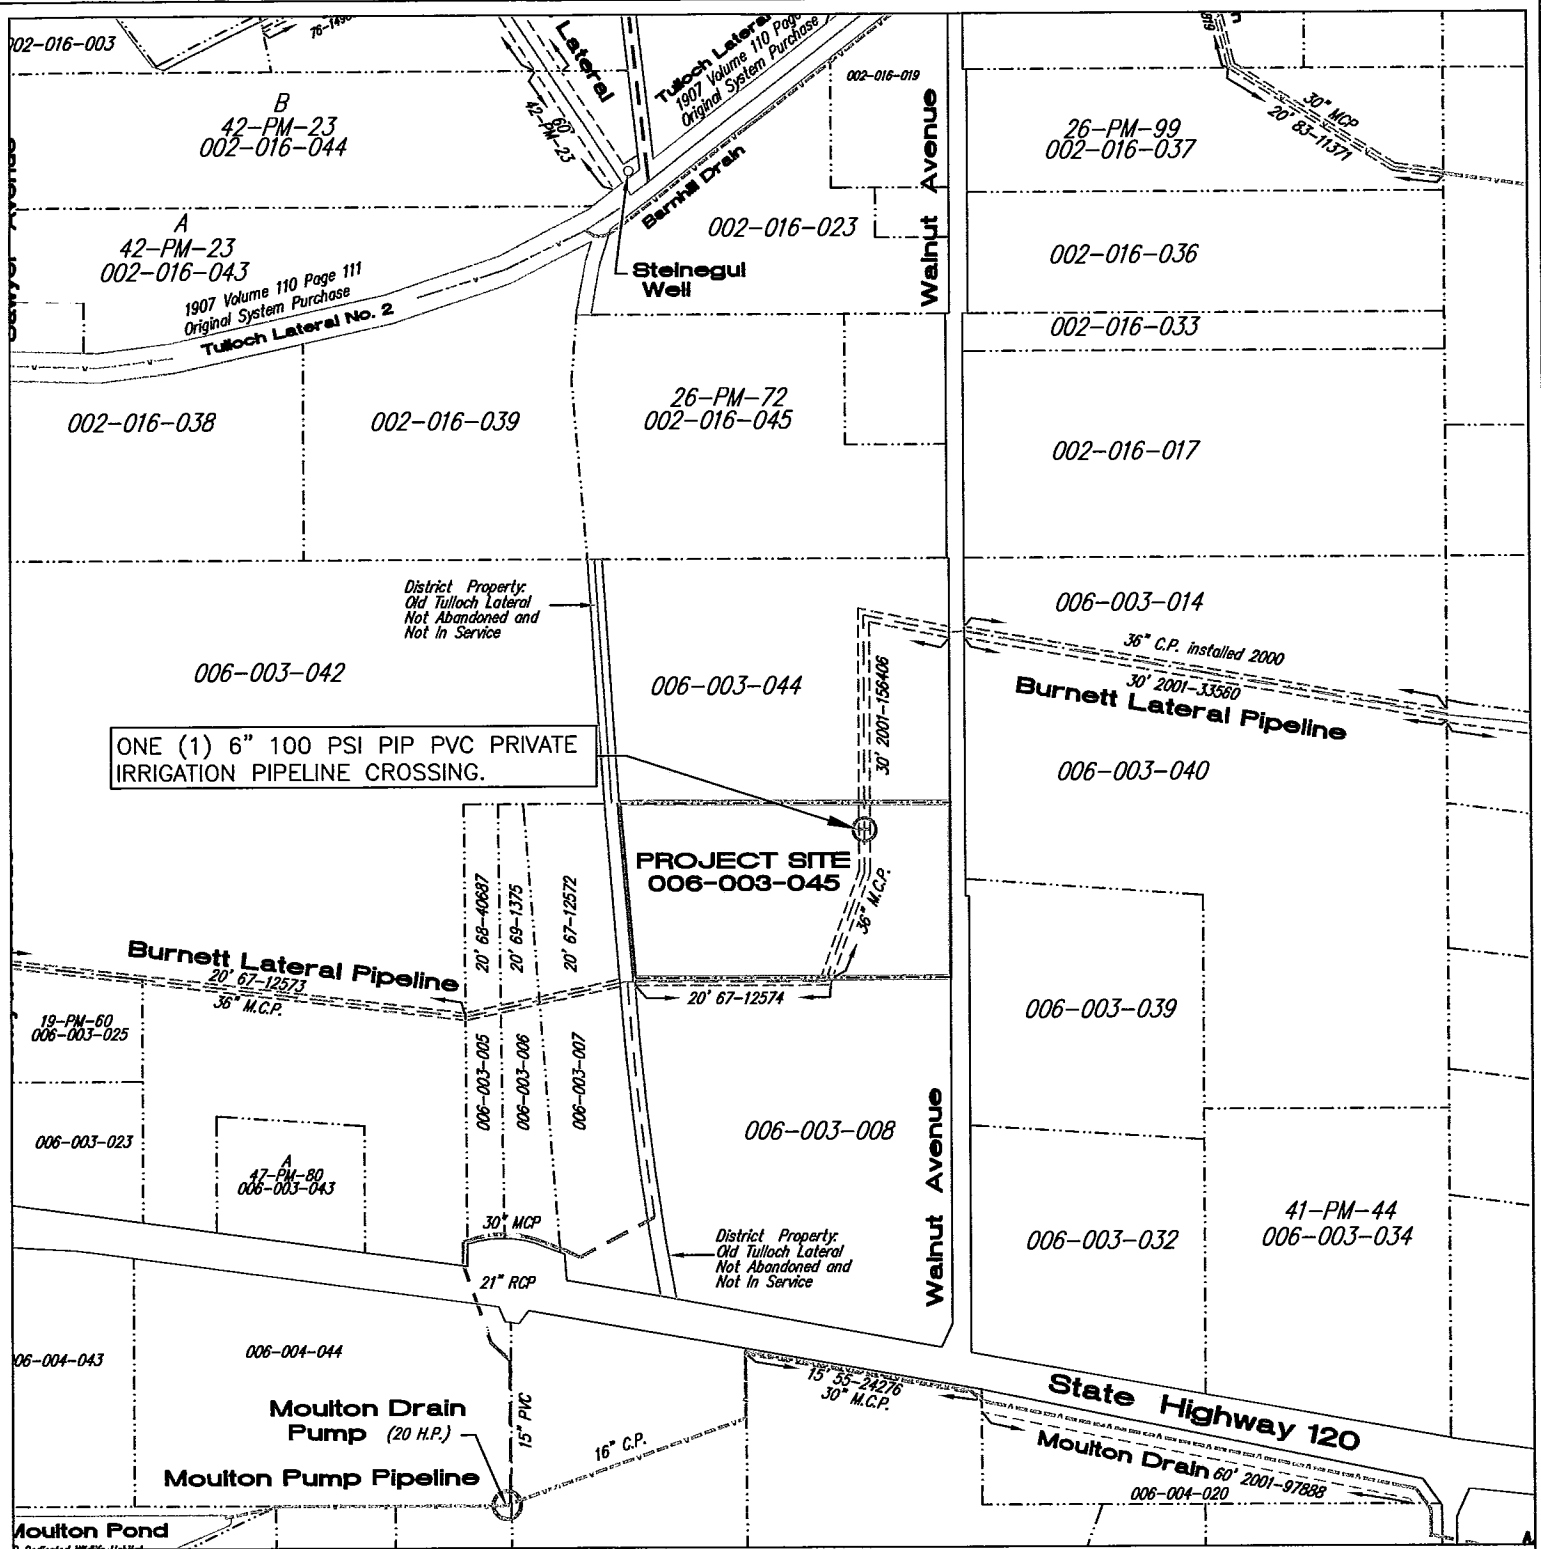 002-016-003
B
42-PM-23
002-016-044
60'
42-PM-23
Lateral
Tulloch Lateral
1907 Volume 110 Page
Original System Purchase
002-016-019
Walnut Avenue
26-PM-99
002-016-037
30" MCP
20' 83-11371
A
42-PM-23
002-016-043
Barnhill Drain
002-016-023
002-016-036
1907 Volume 110 Page 111
Original System Purchase
Tulloch Lateral No. 2
Steinegul
Well
002-016-033
002-016-038
002-016-039
26-PM-72
002-016-045
002-016-017
District Property:
Old Tulloch Lateral
Not Abandoned and
Not In Service
006-003-014
36" C.P. installed 2000
30' 2001-33560
Burnett Lateral Pipeline
006-003-042
006-003-044
30' 2001-156406
ONE (1) 6" 100 PSI PIP PVC PRIVATE
IRRIGATION PIPELINE CROSSING.
006-003-040
PROJECT SITE
006-003-045
36" M.C.P.
20' 68-40687
20' 69-1375
20' 67-12572
Burnett Lateral Pipeline
20' 67-12573
36" M.C.P.
20' 67-12574
19-PM-60
006-003-025
006-003-039
006-003-005
006-003-006
006-003-007
006-003-023
A
47-PM-80
006-003-043
006-003-008
Walnut Avenue
30" MCP
41-PM-44
006-003-034
006-003-032
District Property:
Old Tulloch Lateral
Not Abandoned and
Not In Service
21" RCP
06-004-043
006-004-044
15' 55-24276
30" M.C.P.
State Highway 120
Moulton Drain
Pump (20 H.P.)
15" PVC
16" C.P.
Moulton Drain 60' 2001-97888
Moulton Pump Pipeline
006-004-020
Moulton Pond